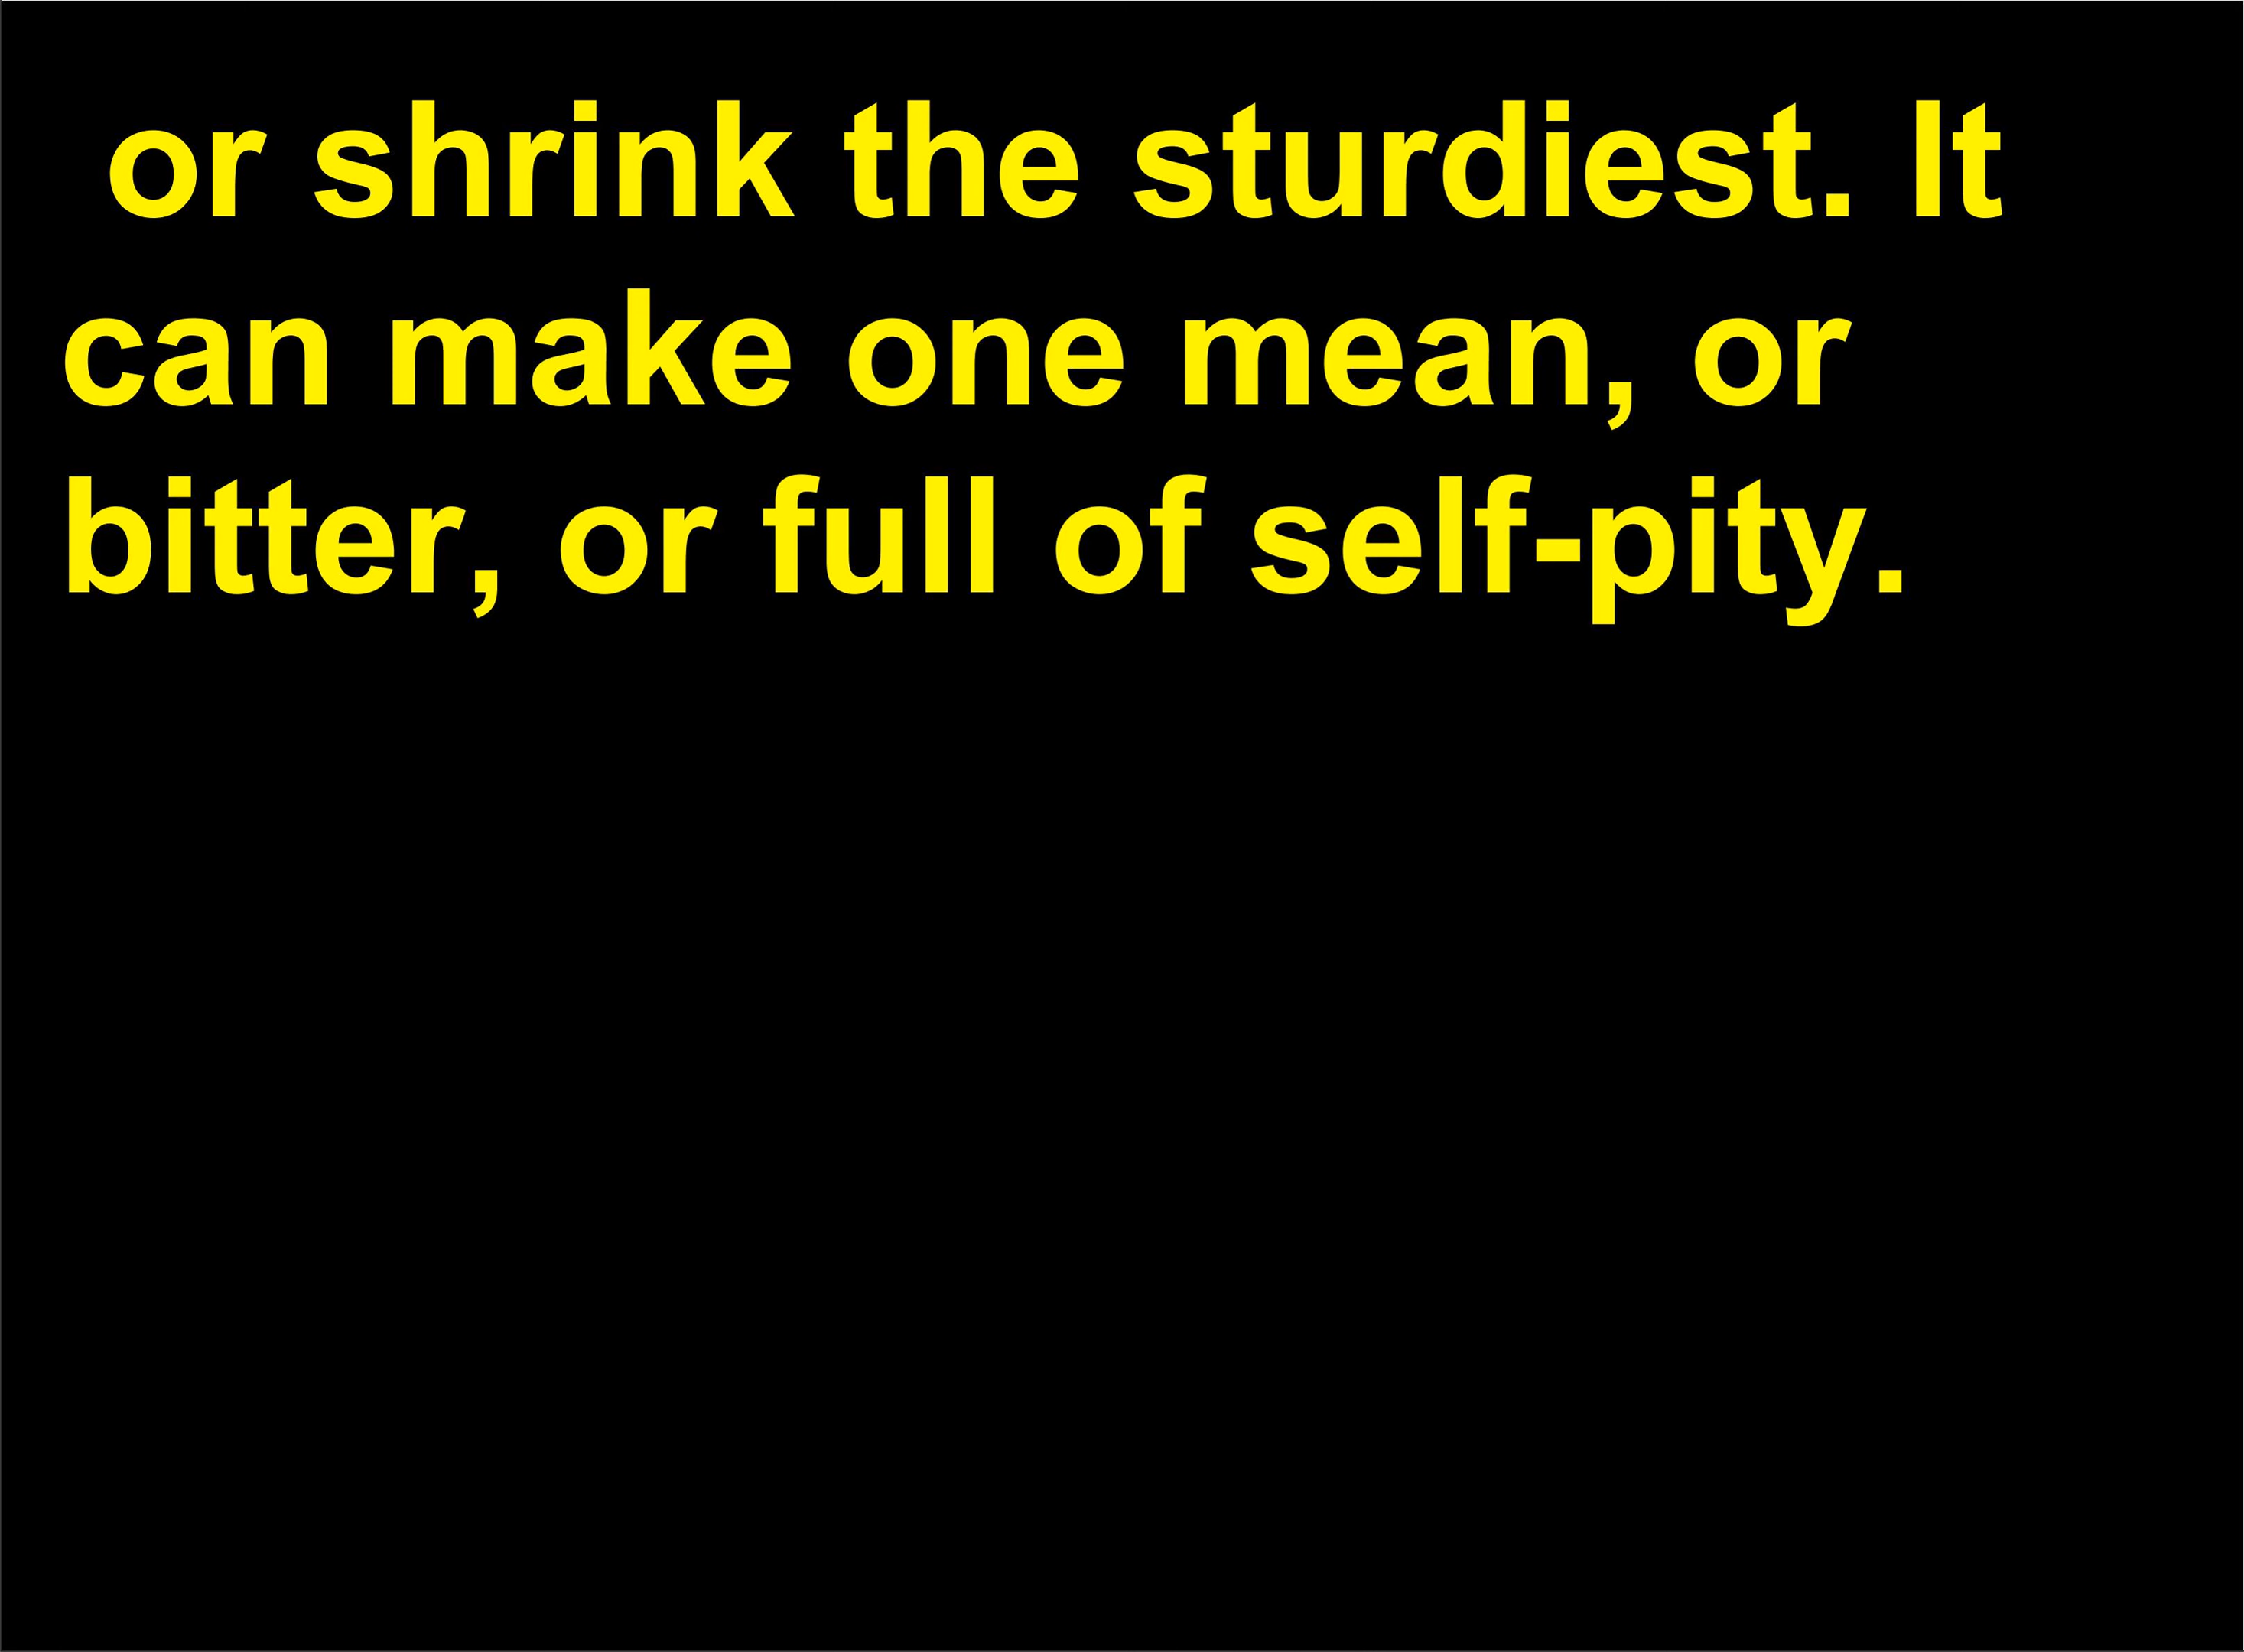 or shrink the sturdiest. It
can make one mean, or
bitter, or full of self-pity.